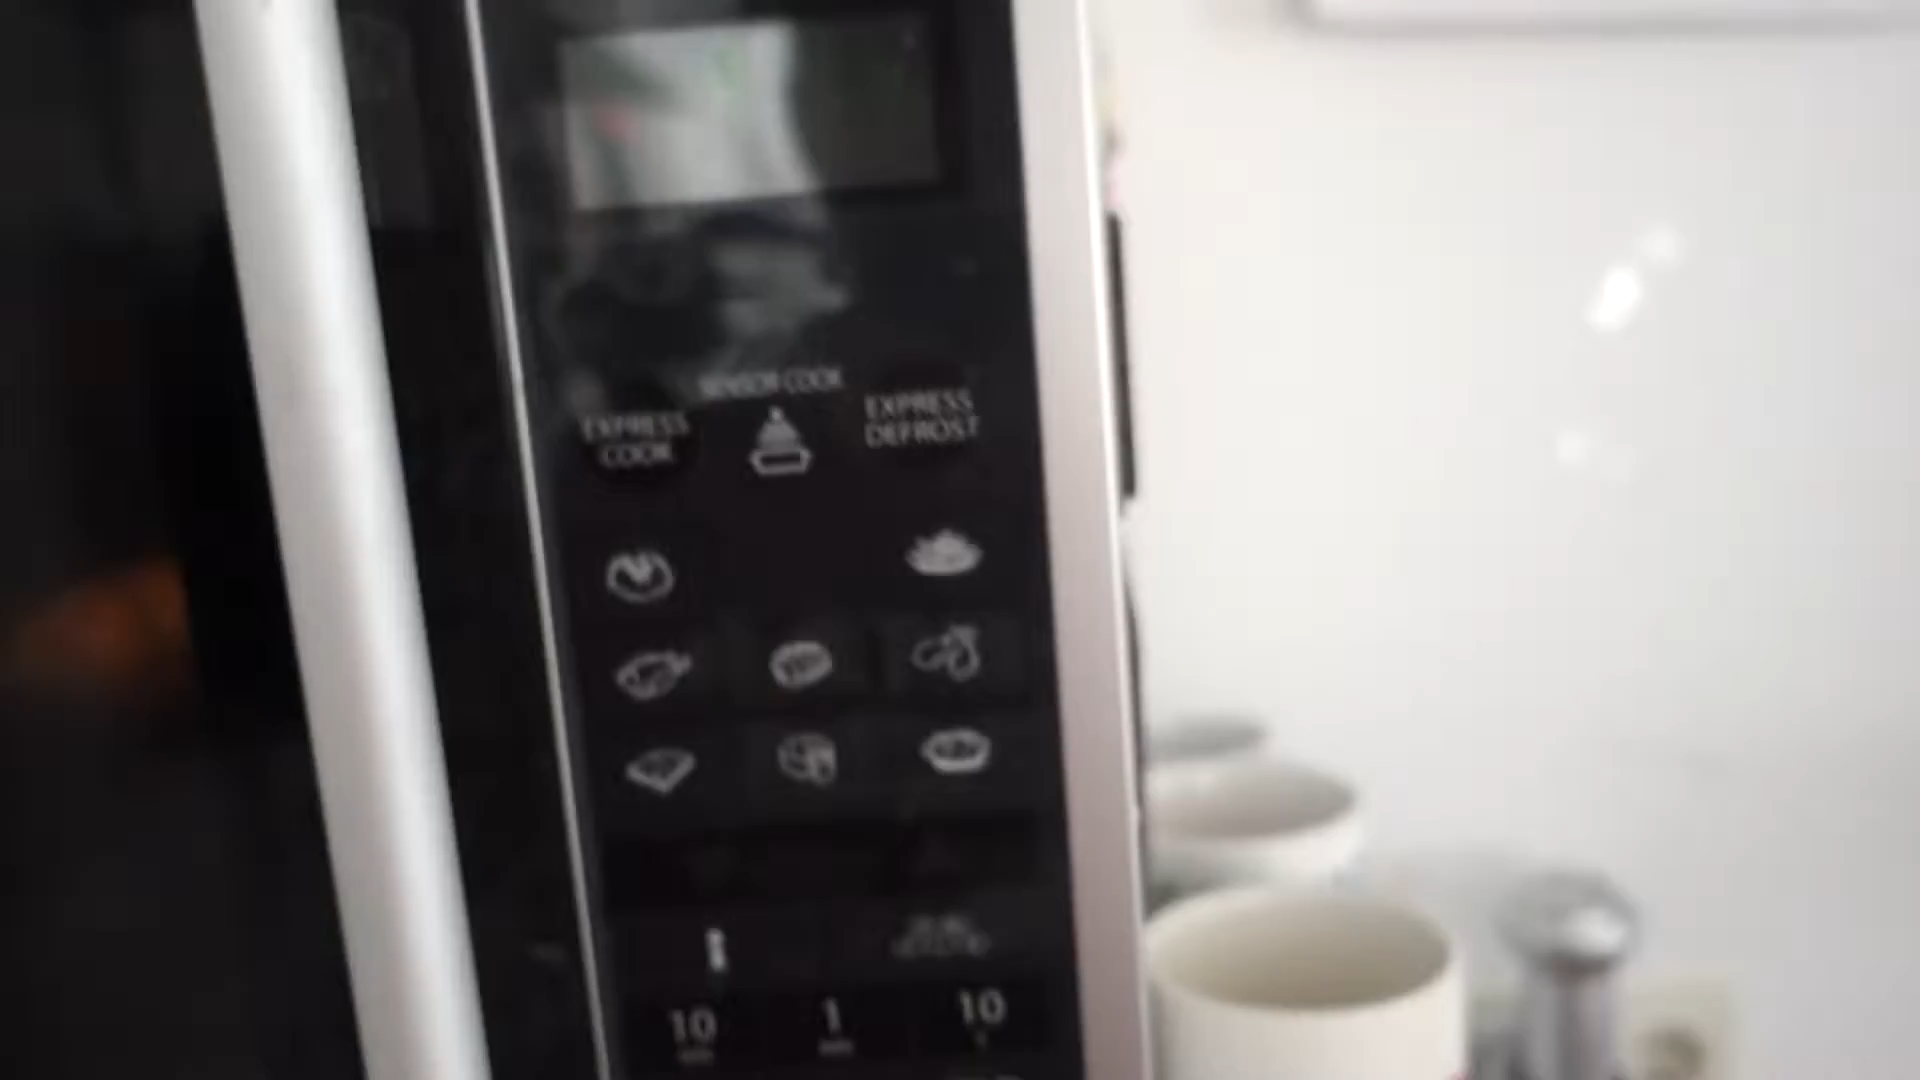 SENSOR COOK
EXPRESS
COOK
EXPRESS
DEFROST
i
10
1
10